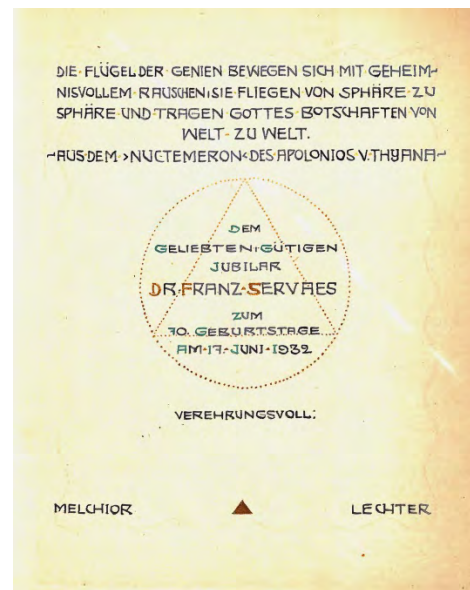 DIE·FLÜGEL·DER·GENIEN BEWEGEN SICH·MIT·GEHEIM-
NISVOLLEM·RAUSCHEN:SIE·FLIEGEN VON·SPHÄRE·ZU
SPHÄRE·UND·TRAGEN GOTTES·BOTSCHAFTEN VON
WELT·ZU WELT.
~AUS·DEM·›NUCTEMERON‹·DES·APOLONIOS V·THYANA~
DEM
GELIEBTEN·GÜTIGEN
JUBILAR
DR·FRANZ·SERVAES
ZUM
70·GEBURTSTAGE
AM·17·JUNI·1932
VEREHRUNGSVOLL:
MELCHIOR LECHTER